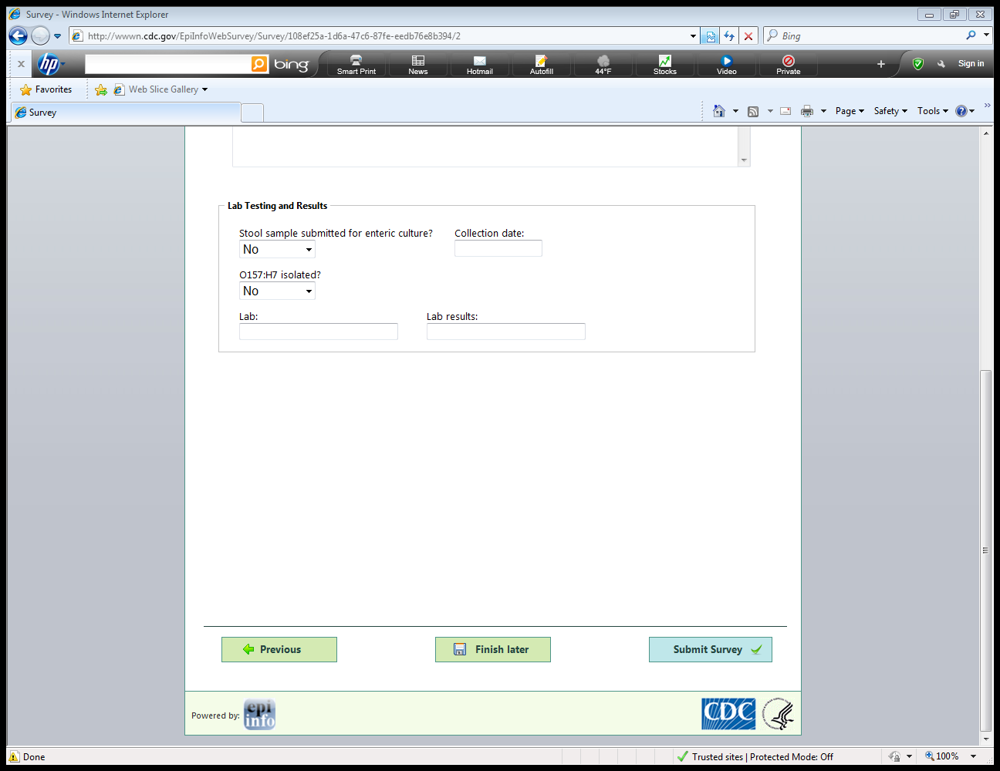 Survey - Windows Internet Explorer
http://wwwn.cdc.gov/EpiInfoWebSurvey/Survey/108ef25a-1d6a-47c6-87fe-eedb76e8b394/2
Bing
x hp bing Smart Print News Hotmail Autofill 44°F Stocks Video Private + Sign in
Favorites Web Slice Gallery
Survey Page Safety Tools ? »
Lab Testing and Results
Stool sample submitted for enteric culture? Collection date:
No
O157:H7 isolated?
No
Lab: Lab results:
Previous Finish later Submit Survey
Powered by: epi info CDC
Done Trusted sites | Protected Mode: Off 100%